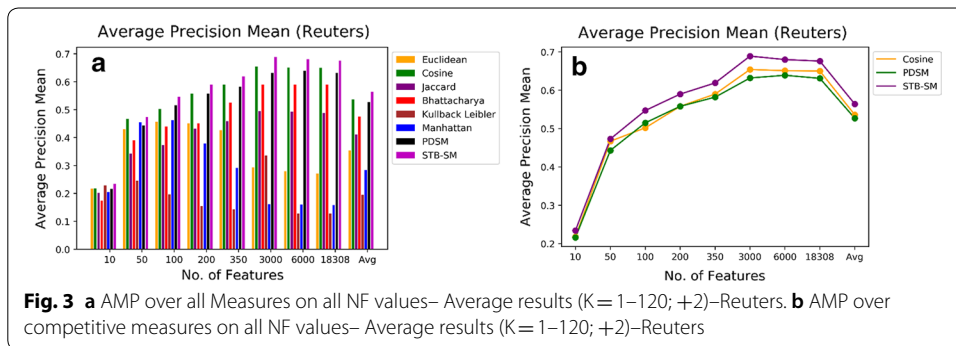 Average Precision Mean (Reuters)
a
Average Precision Mean
0.7
0.6
0.5
0.4
0.3
0.2
0.1
0.0
10 50 100 200 350 3000 6000 18308 Avg
No. of Features
Euclidean
Cosine
Jaccard
Bhattacharya
Kullback Leibler
Manhattan
PDSM
STB-SM
Average Precision Mean (Reuters)
b
Average Precision Mean
0.7
0.6
0.5
0.4
0.3
0.2
10 50 100 200 350 3000 6000 18308 Avg
No. of Features
Cosine
PDSM
STB-SM
Fig. 3 a AMP over all Measures on all NF values– Average results (K = 1–120; +2)–Reuters. b AMP over
competitive measures on all NF values– Average results (K = 1–120; +2)–Reuters